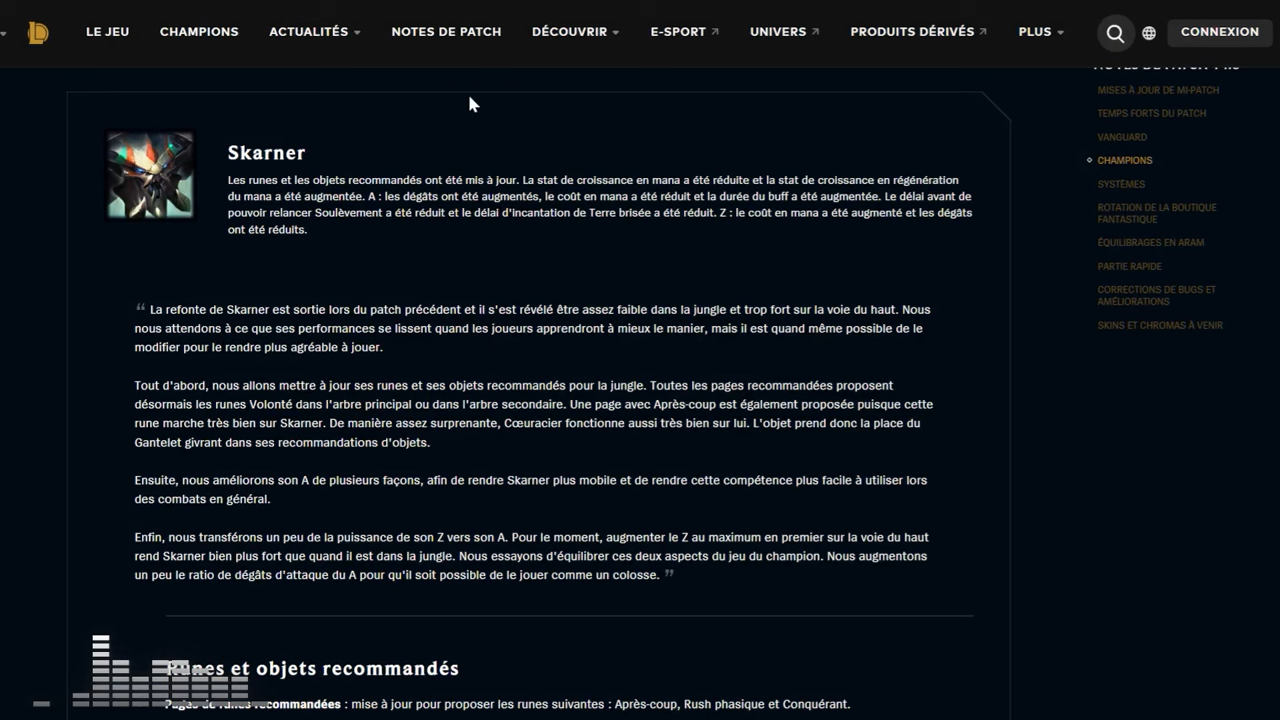 LE JEU CHAMPIONS ACTUALITÉS NOTES DE PATCH DÉCOUVRIR E-SPORT UNIVERS PRODUITS DÉRIVÉS PLUS CONNEXION
Skarner
Les runes et les objets recommandés ont été mis à jour. La stat de croissance en mana a été réduite et la stat de croissance en régénération
du mana a été augmentée. A : les dégâts ont été augmentés, le coût en mana a été réduit et la durée du buff a été augmentée. Le délai avant de
pouvoir relancer Soulèvement a été réduit et le délai d'incantation de Terre brisée a été réduit. Z : le coût en mana a été augmenté et les dégâts
ont été réduits.
“ La refonte de Skarner est sortie lors du patch précédent et il s'est révélé être assez faible dans la jungle et trop fort sur la voie du haut. Nous
nous attendons à ce que ses performances se lissent quand les joueurs apprendront à mieux le manier, mais il est quand même possible de le
modifier pour le rendre plus agréable à jouer.
Tout d'abord, nous allons mettre à jour ses runes et ses objets recommandés pour la jungle. Toutes les pages recommandées proposent
désormais les runes Volonté dans l'arbre principal ou dans l'arbre secondaire. Une page avec Après-coup est également proposée puisque cette
rune marche très bien sur Skarner. De manière assez surprenante, Cœuracier fonctionne aussi très bien sur lui. L'objet prend donc la place du
Gantelet givrant dans ses recommandations d'objets.
Ensuite, nous améliorons son A de plusieurs façons, afin de rendre Skarner plus mobile et de rendre cette compétence plus facile à utiliser lors
des combats en général.
Enfin, nous transférons un peu de la puissance de son Z vers son A. Pour le moment, augmenter le Z au maximum en premier sur la voie du haut
rend Skarner bien plus fort que quand il est dans la jungle. Nous essayons d'équilibrer ces deux aspects du jeu du champion. Nous augmentons
un peu le ratio de dégâts d'attaque du A pour qu'il soit possible de le jouer comme un colosse. ”
Runes et objets recommandés
Pages de runes recommandées : mise à jour pour proposer les runes suivantes : Après-coup, Rush phasique et Conquérant.
MISES À JOUR DE MI-PATCH
TEMPS FORTS DU PATCH
VANGUARD
CHAMPIONS
SYSTÈMES
ROTATION DE LA BOUTIQUE
FANTASTIQUE
ÉQUILIBRAGES EN ARAM
PARTIE RAPIDE
CORRECTIONS DE BUGS ET
AMÉLIORATIONS
SKINS ET CHROMAS À VENIR